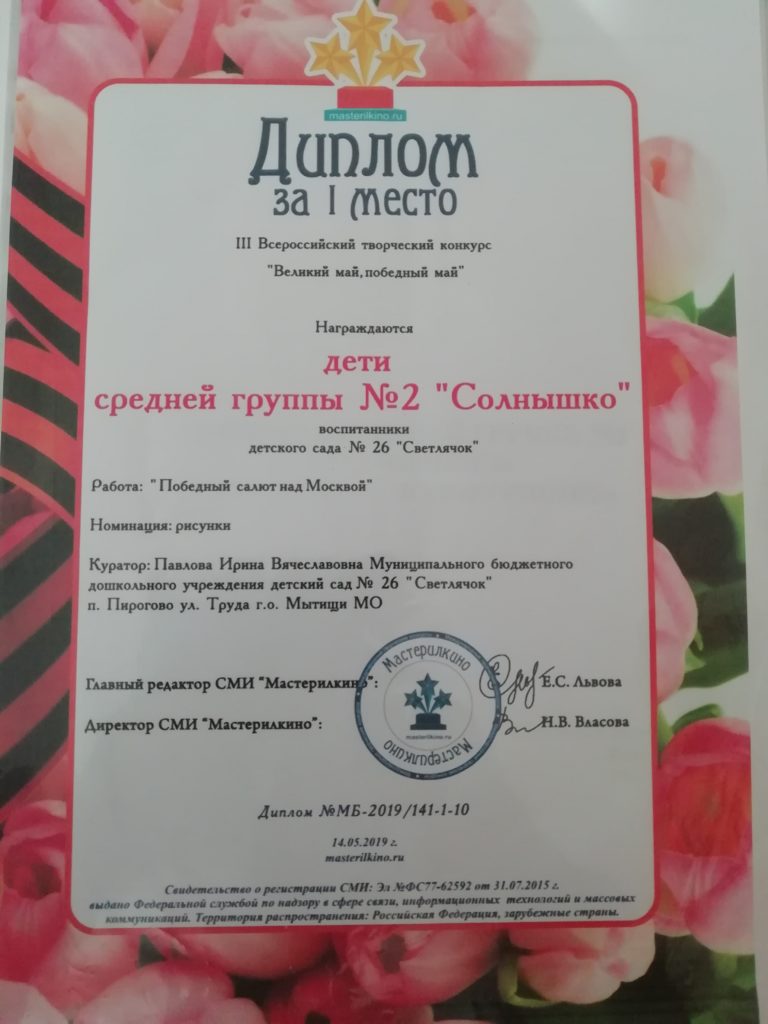 masterilkino.ru
Диплом
за I место
III Всероссийский творческий конкурс
"Великий май, победный май"
Награждаются
дети
средней группы №2 "Солнышко"
воспитанники
детского сада № 26 "Светлячок"
Работа: "Победный салют над Москвой"
Номинация: рисунки
Куратор: Павлова Ирина Вячеславовна Муниципального бюджетного
дошкольного учреждения детский сад № 26 "Светлячок"
п. Пирогово ул. Труда г.о. Мытищи МО
Мастерилкино
Главный редактор СМИ "Мастерилкино": Е.С. Львова
Директор СМИ "Мастерилкино": Н.В. Власова
masterilkino.ru
Мастерилкино
Диплом №МБ-2019/141-1-10
14.05.2019 г.
masterilkino.ru
Свидетельство о регистрации СМИ: Эл №ФС77-62592 от 31.07.2015 г.
выдано Федеральной службой по надзору в сфере связи, информационных технологий и массовых
коммуникаций. Территория распространения: Российская Федерация, зарубежные страны.